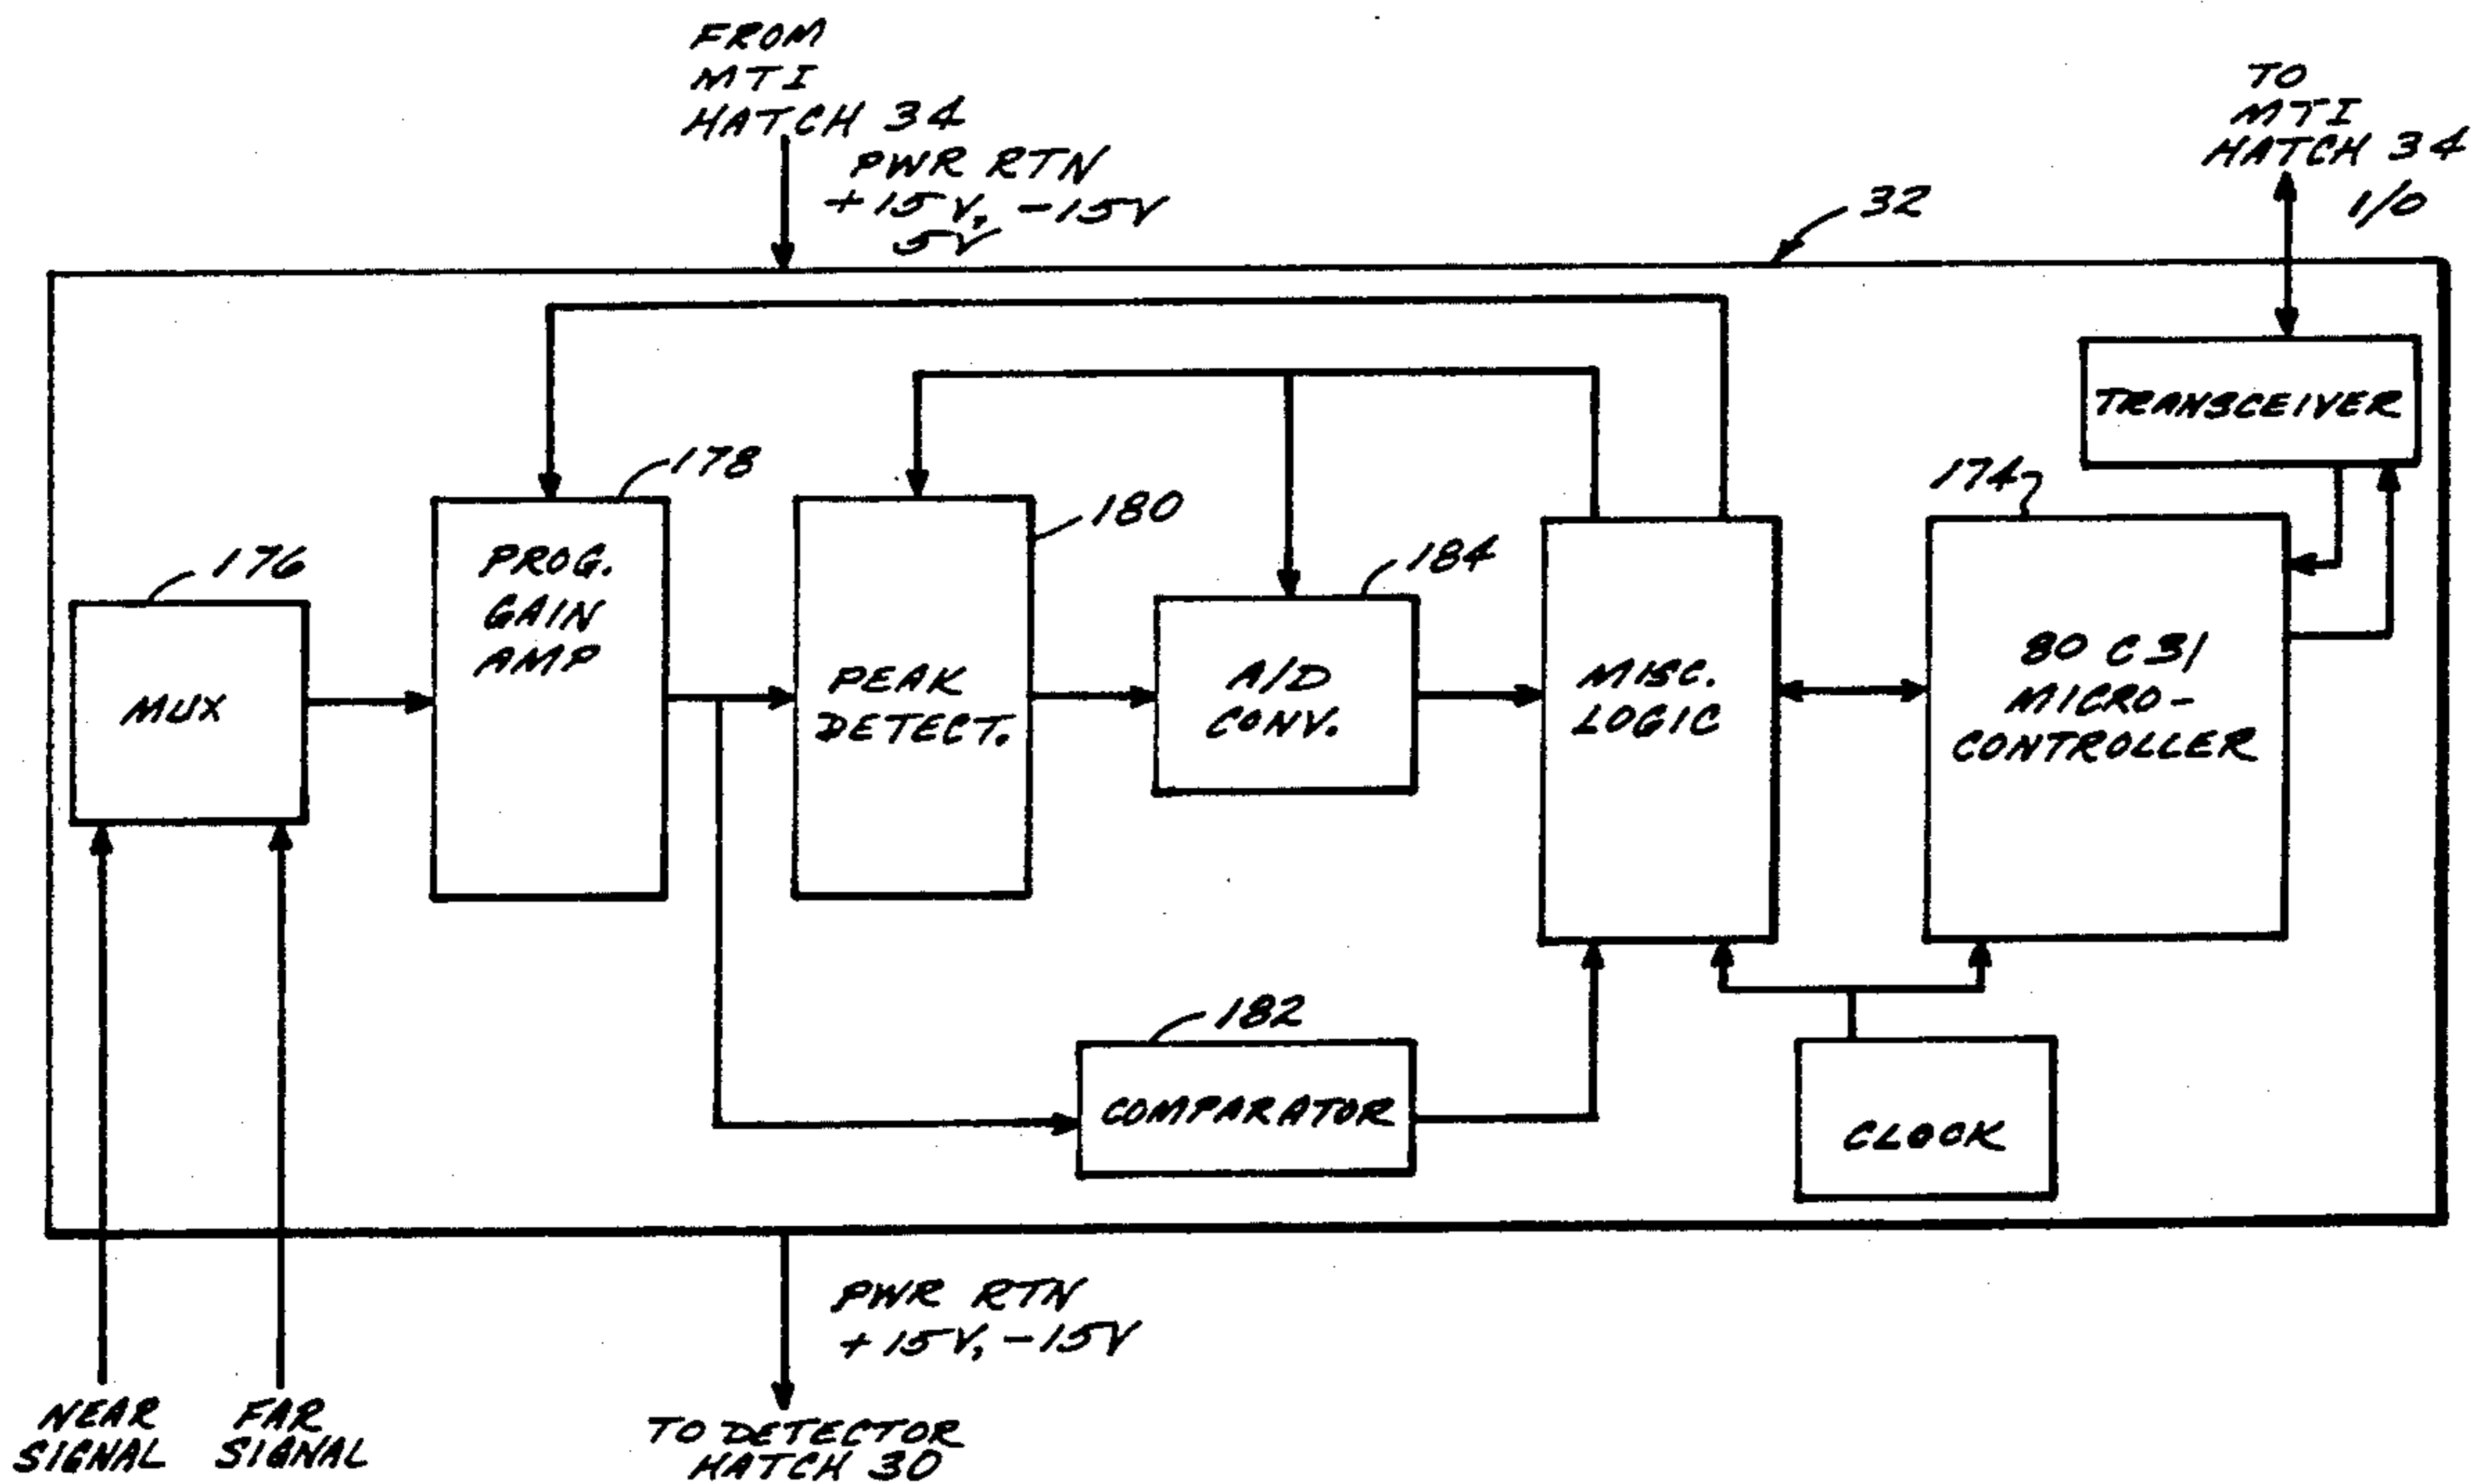 FROM
MTI
HATCH 34
PWR RTN
+15V, -15V
5V
TO
MTI
HATCH 34
I/O
32
TRANSCEIVER
178
174
180
176
184
PROG.
GAIN
AMP
MUX
PEAK
DETECT.
A/D
CONV.
MISC.
LOGIC
80C31
MICRO-
CONTROLLER
182
COMPARATOR
CLOCK
PWR RTN
+15V, -15V
NEAR
SIGNAL
FAR
SIGNAL
TO DETECTOR
HATCH 30